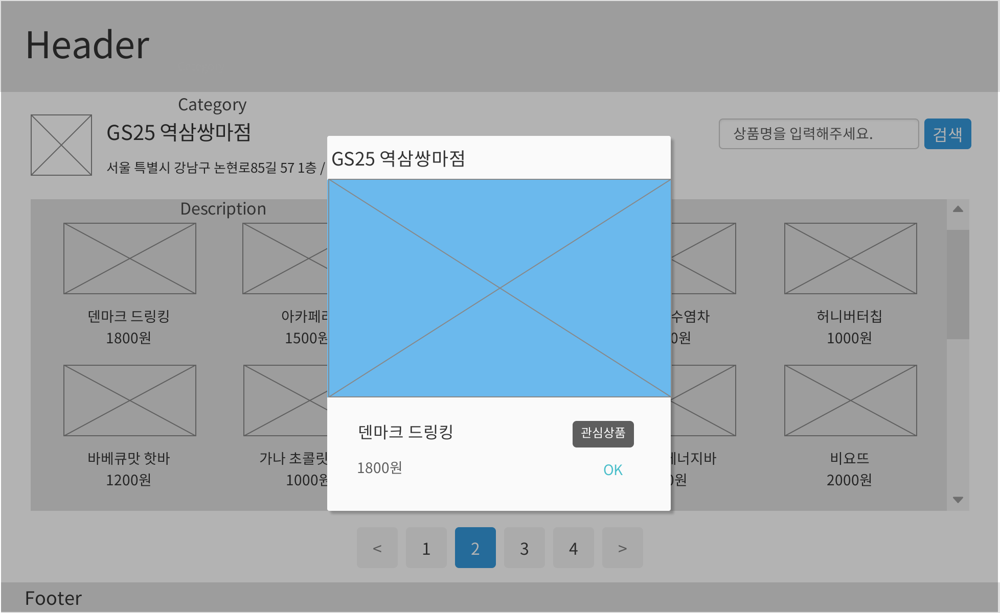 Header
Category
GS25 역삼쌍마점
서울 특별시 강남구 논현로85길 57 1층 /
상품명을 입력해주세요.
검색
Description
덴마크 드링킹
1800원
아카페
1500원
수염차
0원
허니버터칩
1000원
바베큐맛 핫바
1200원
가나 초콜릿
1000원
너지바
원
비요뜨
2000원
GS25 역삼쌍마점
덴마크 드링킹
관심상품
1800원
OK
< 1 2 3 4 >
Footer